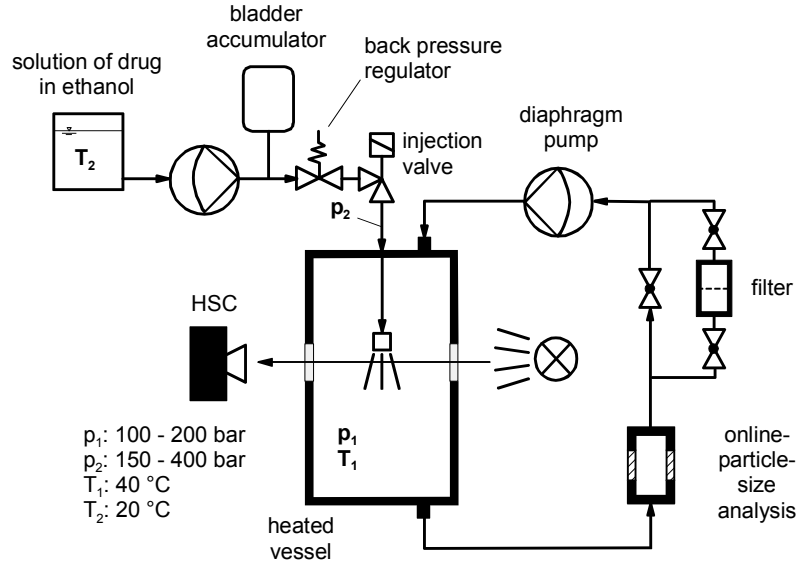 bladder
accumulator
back pressure
regulator
solution of drug
in ethanol
injection
valve
diaphragm
pump
T₂
p₂
HSC
filter
p₁
T₁
p₁: 100 - 200 bar
p₂: 150 - 400 bar
T₁: 40 °C
T₂: 20 °C
heated
vessel
online-
particle-
size
analysis